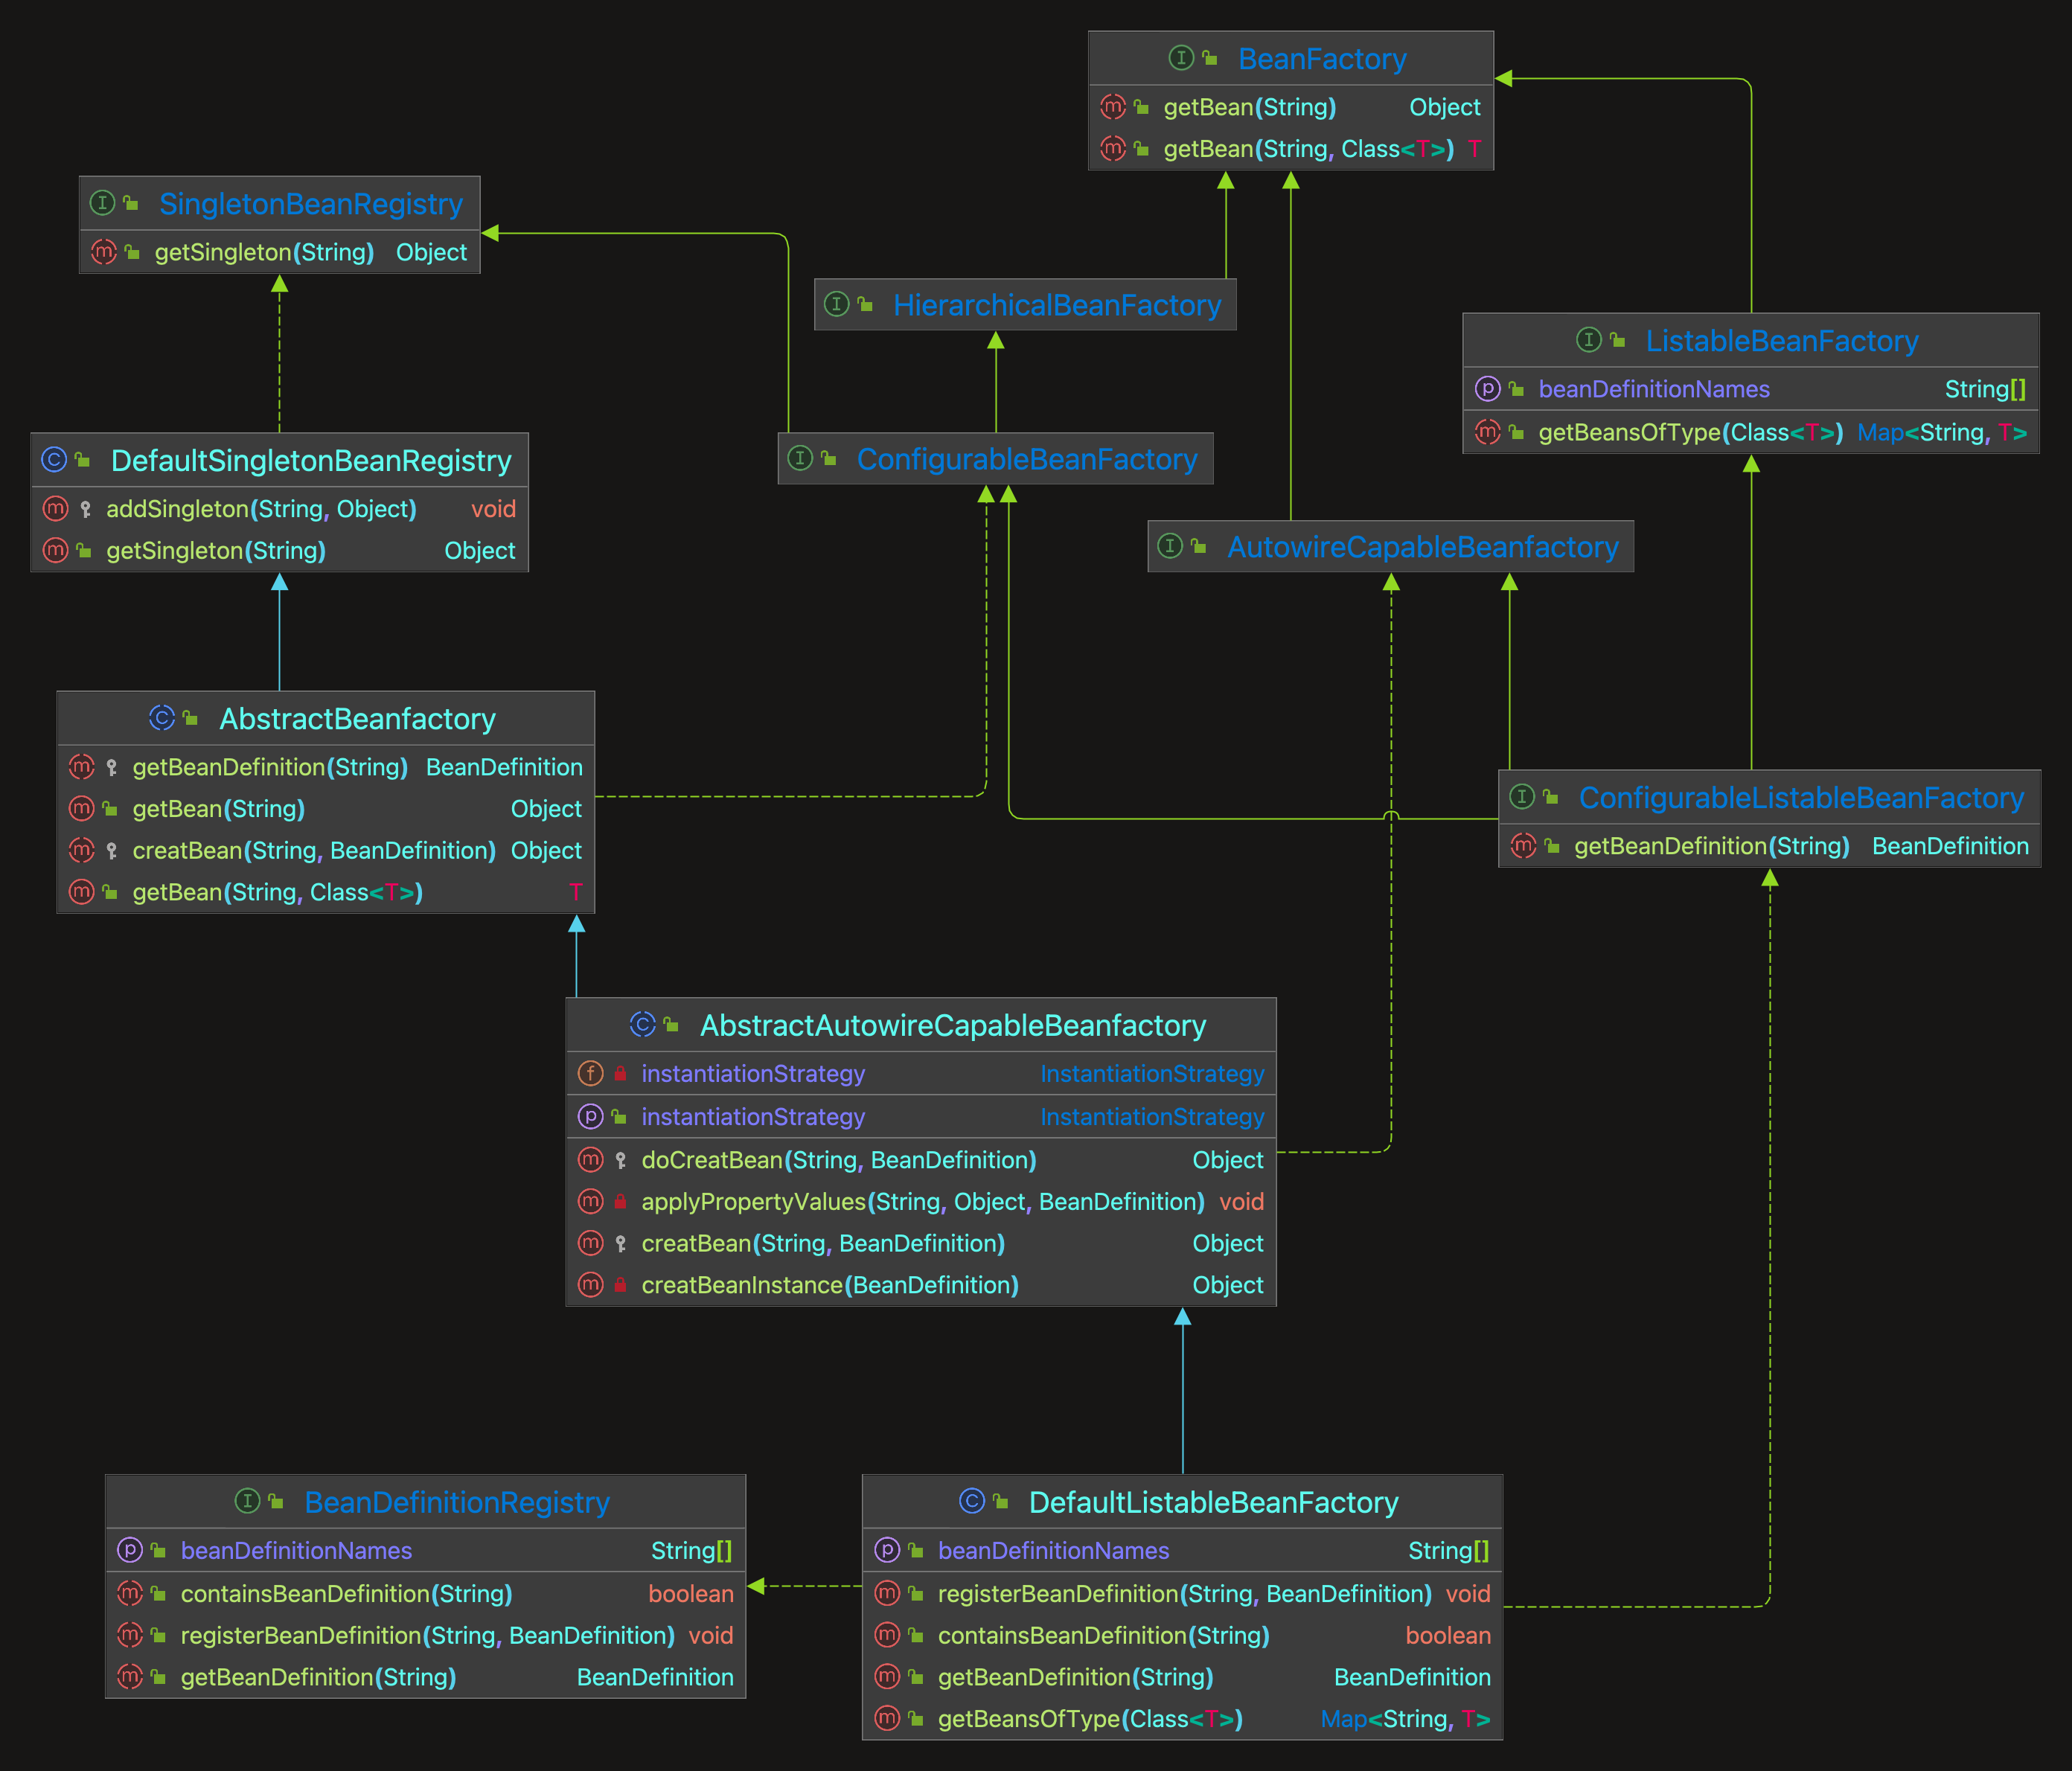 BeanFactory
getBean(String) Object
getBean(String, Class<T>) T
SingletonBeanRegistry
getSingleton(String) Object
HierarchicalBeanFactory
ListableBeanFactory
beanDefinitionNames String[]
getBeansOfType(Class<T>) Map<String, T>
DefaultSingletonBeanRegistry
addSingleton(String, Object) void
getSingleton(String) Object
ConfigurableBeanFactory
AutowireCapableBeanfactory
AbstractBeanfactory
getBeanDefinition(String) BeanDefinition
getBean(String) Object
creatBean(String, BeanDefinition) Object
getBean(String, Class<T>) T
ConfigurableListableBeanFactory
getBeanDefinition(String) BeanDefinition
AbstractAutowireCapableBeanfactory
instantiationStrategy InstantiationStrategy
instantiationStrategy InstantiationStrategy
doCreatBean(String, BeanDefinition) Object
applyPropertyValues(String, Object, BeanDefinition) void
creatBean(String, BeanDefinition) Object
creatBeanInstance(BeanDefinition) Object
BeanDefinitionRegistry
beanDefinitionNames String[]
containsBeanDefinition(String) boolean
registerBeanDefinition(String, BeanDefinition) void
getBeanDefinition(String) BeanDefinition
DefaultListableBeanFactory
beanDefinitionNames String[]
registerBeanDefinition(String, BeanDefinition) void
containsBeanDefinition(String) boolean
getBeanDefinition(String) BeanDefinition
getBeansOfType(Class<T>) Map<String, T>